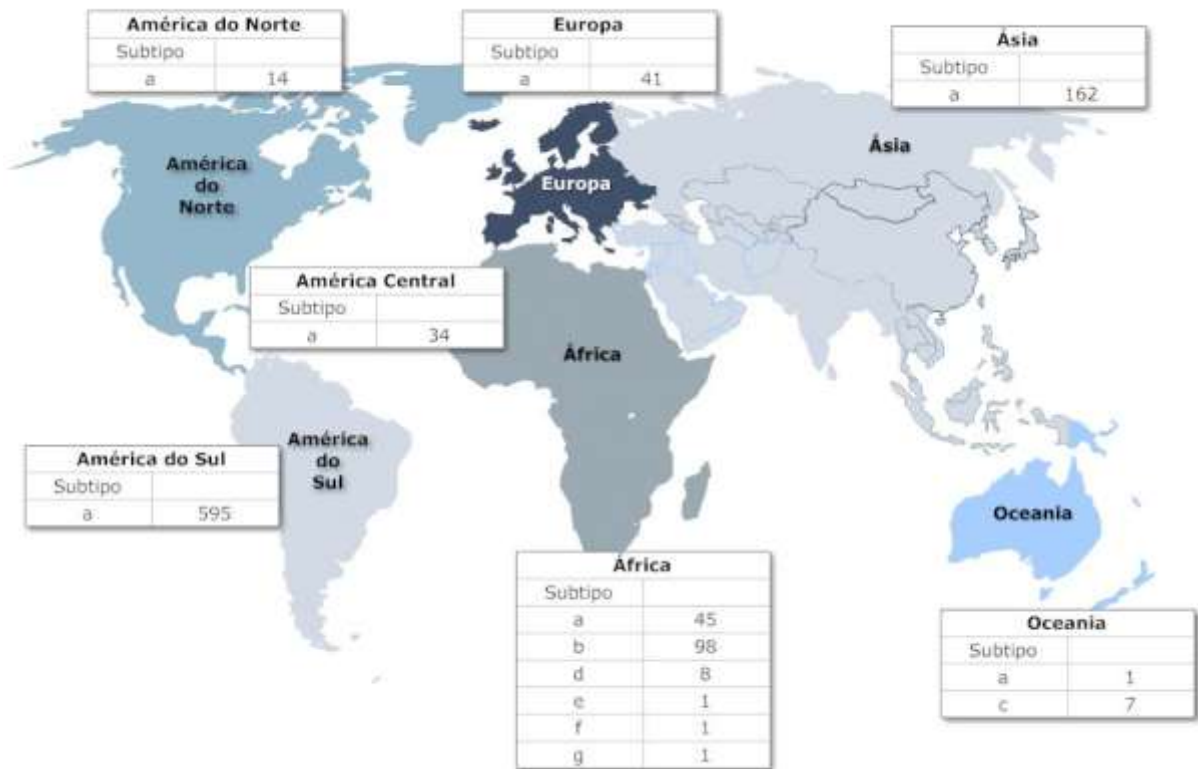 América do Norte
Subtipo
a 14
Europa
Subtipo
a 41
Ásia
Subtipo
a 162
América
do
Norte
Europa
Ásia
América Central
Subtipo
a 34
África
América do Sul
Subtipo
a 595
América
do
Sul
Oceania
África
Subtipo
a 45
b 98
d 8
e 1
f 1
g 1
Oceania
Subtipo
a 1
c 7